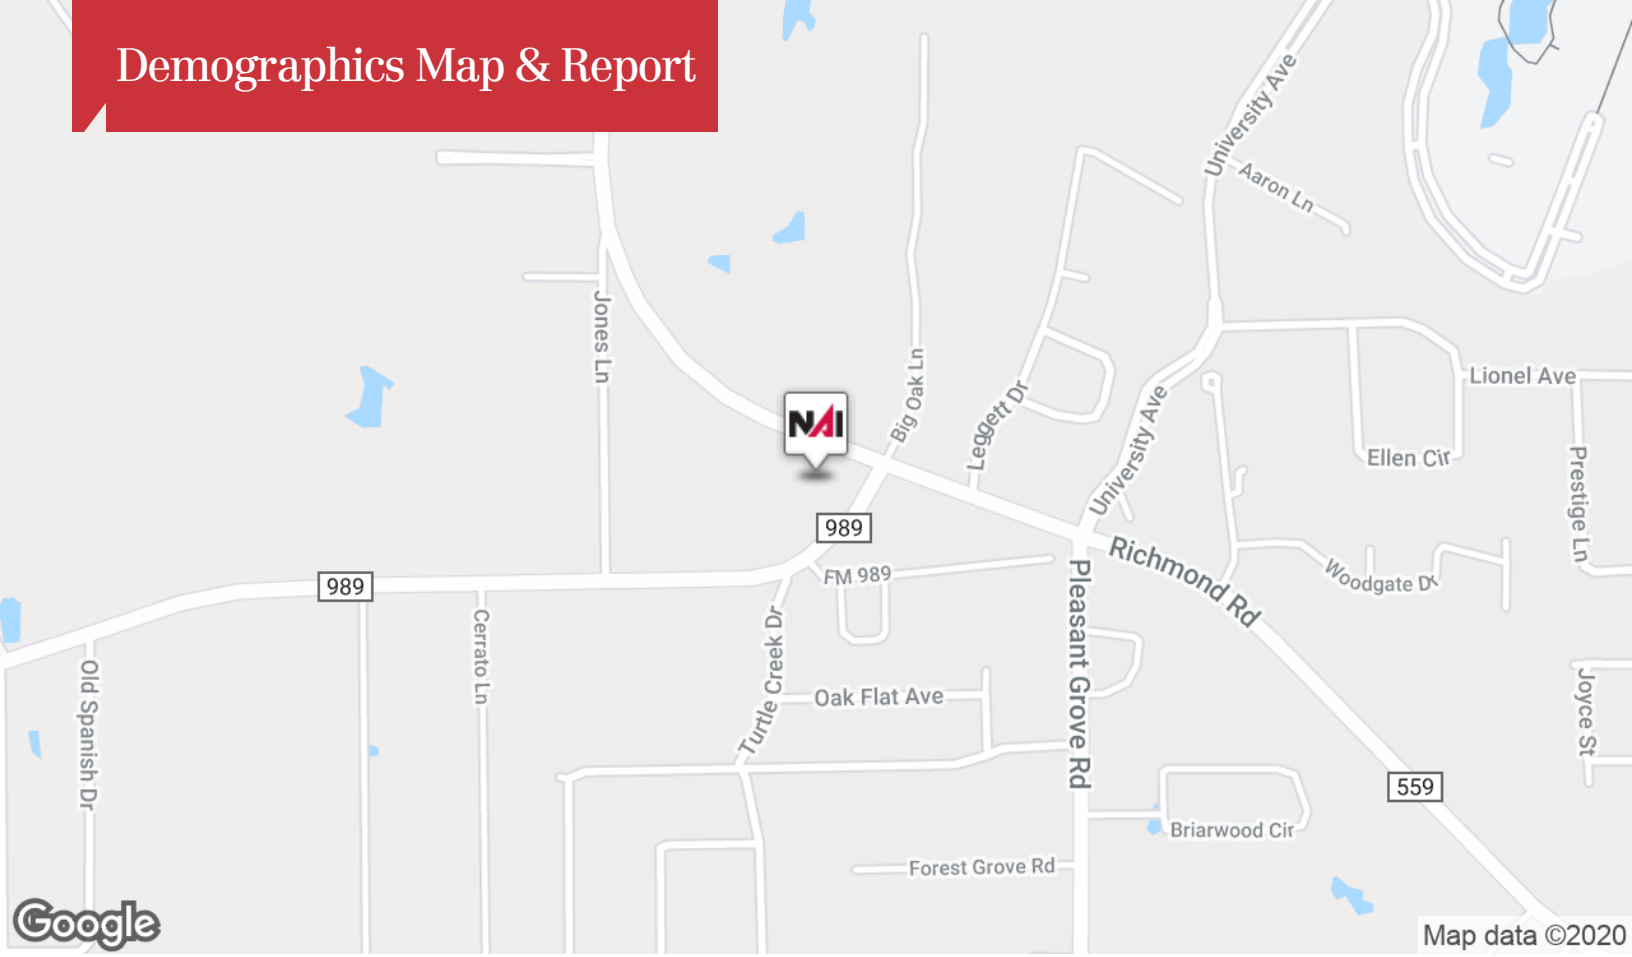 Demographics Map & Report
University Ave
Aaron Ln
Jones Ln
Big Oak Ln
Leggett Dr
University Ave
Lionel Ave
NAI
Ellen Cir
Prestige Ln
989
Richmond Rd
FM 989
989
Woodgate Dr
Pleasant Grove Rd
Cerrato Ln
Turtle Creek Dr
Old Spanish Dr
Oak Flat Ave
Joyce St
559
Briarwood Cir
Forest Grove Rd
Google
Map data ©2020